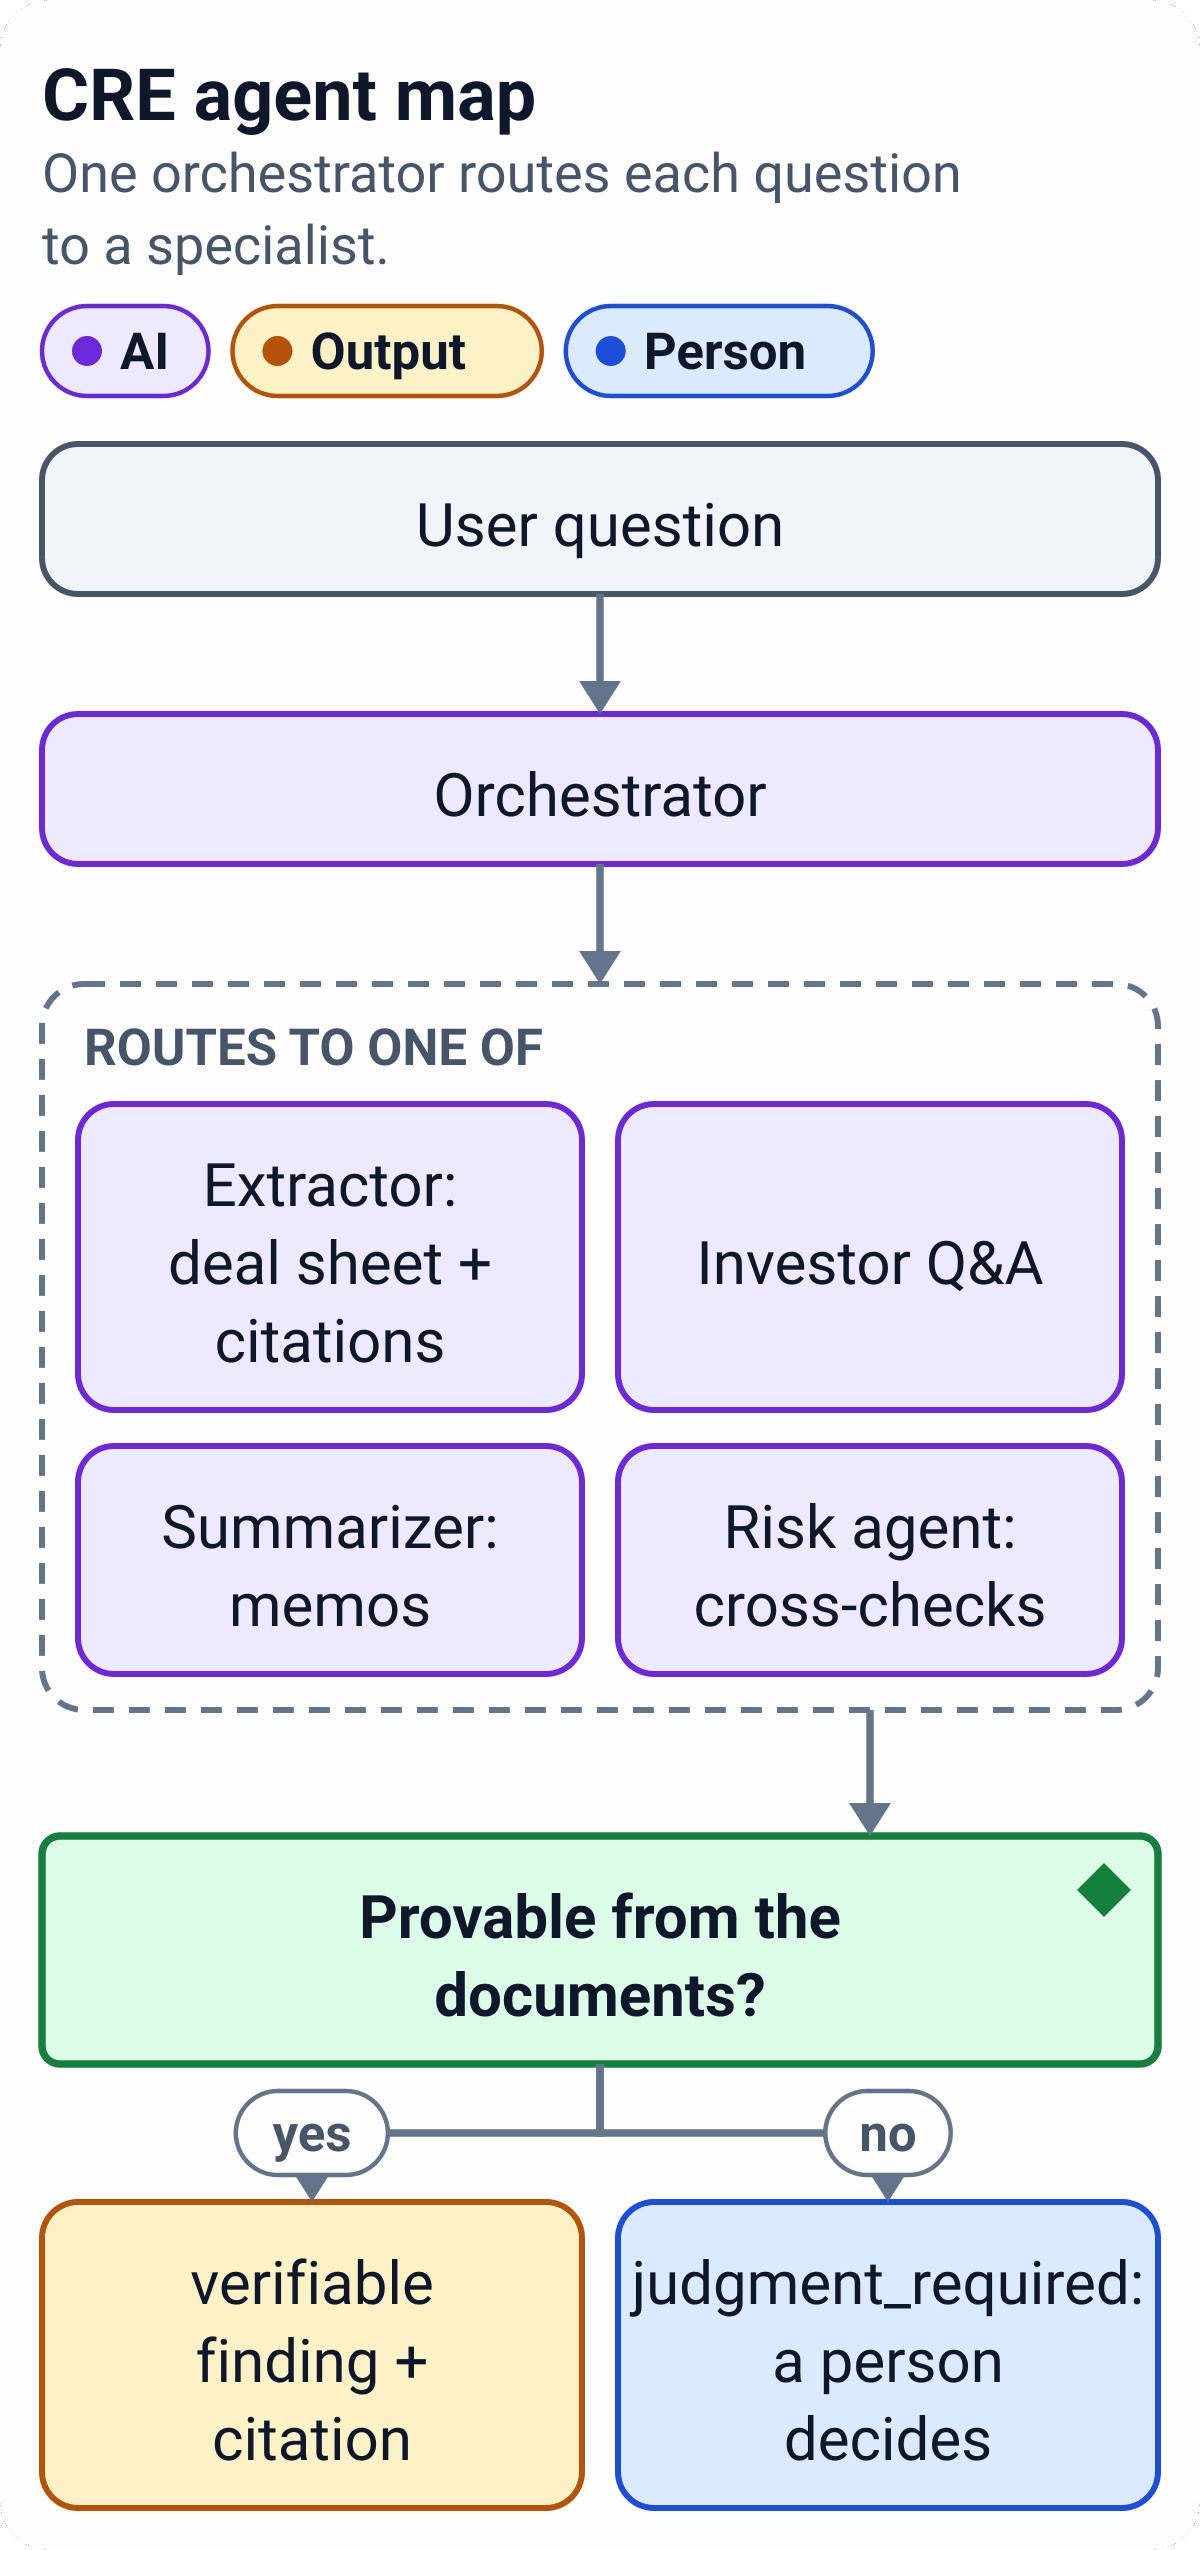 CRE agent map
One orchestrator routes each question
to a specialist.
AI
Output
Person
User question
Orchestrator
ROUTES TO ONE OF
Extractor:
deal sheet +
citations
Investor Q&A
Summarizer:
memos
Risk agent:
cross-checks
Provable from the
documents?
yes
no
verifiable
finding +
citation
judgment_required:
a person
decides